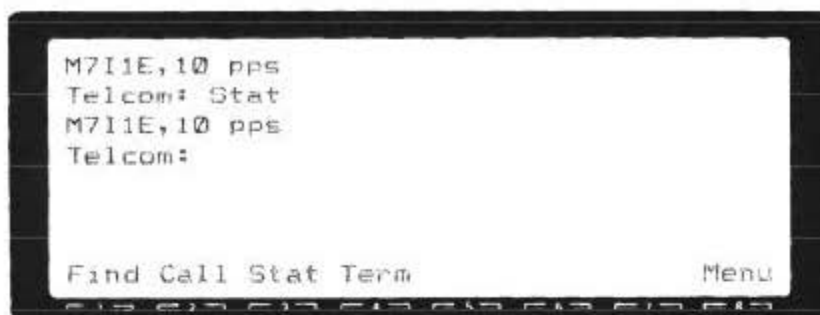 M7I1E,10 pps
Telcom: Stat
M7I1E,10 pps
Telcom:
Find Call Stat Term Menu